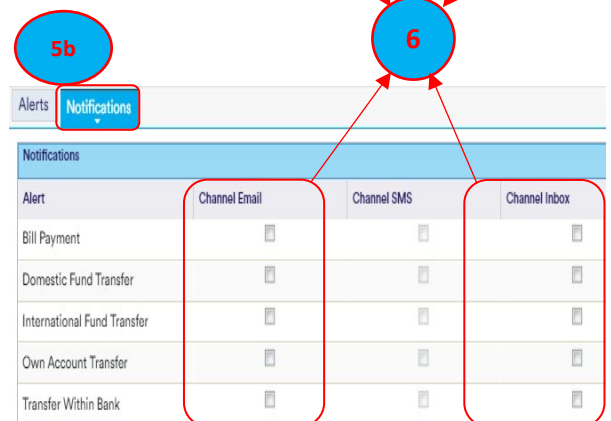 6
5b
Alerts Notifications
Notifications
Alert Channel Email Channel SMS Channel Inbox
Bill Payment
Domestic Fund Transfer
International Fund Transfer
Own Account Transfer
Transfer Within Bank